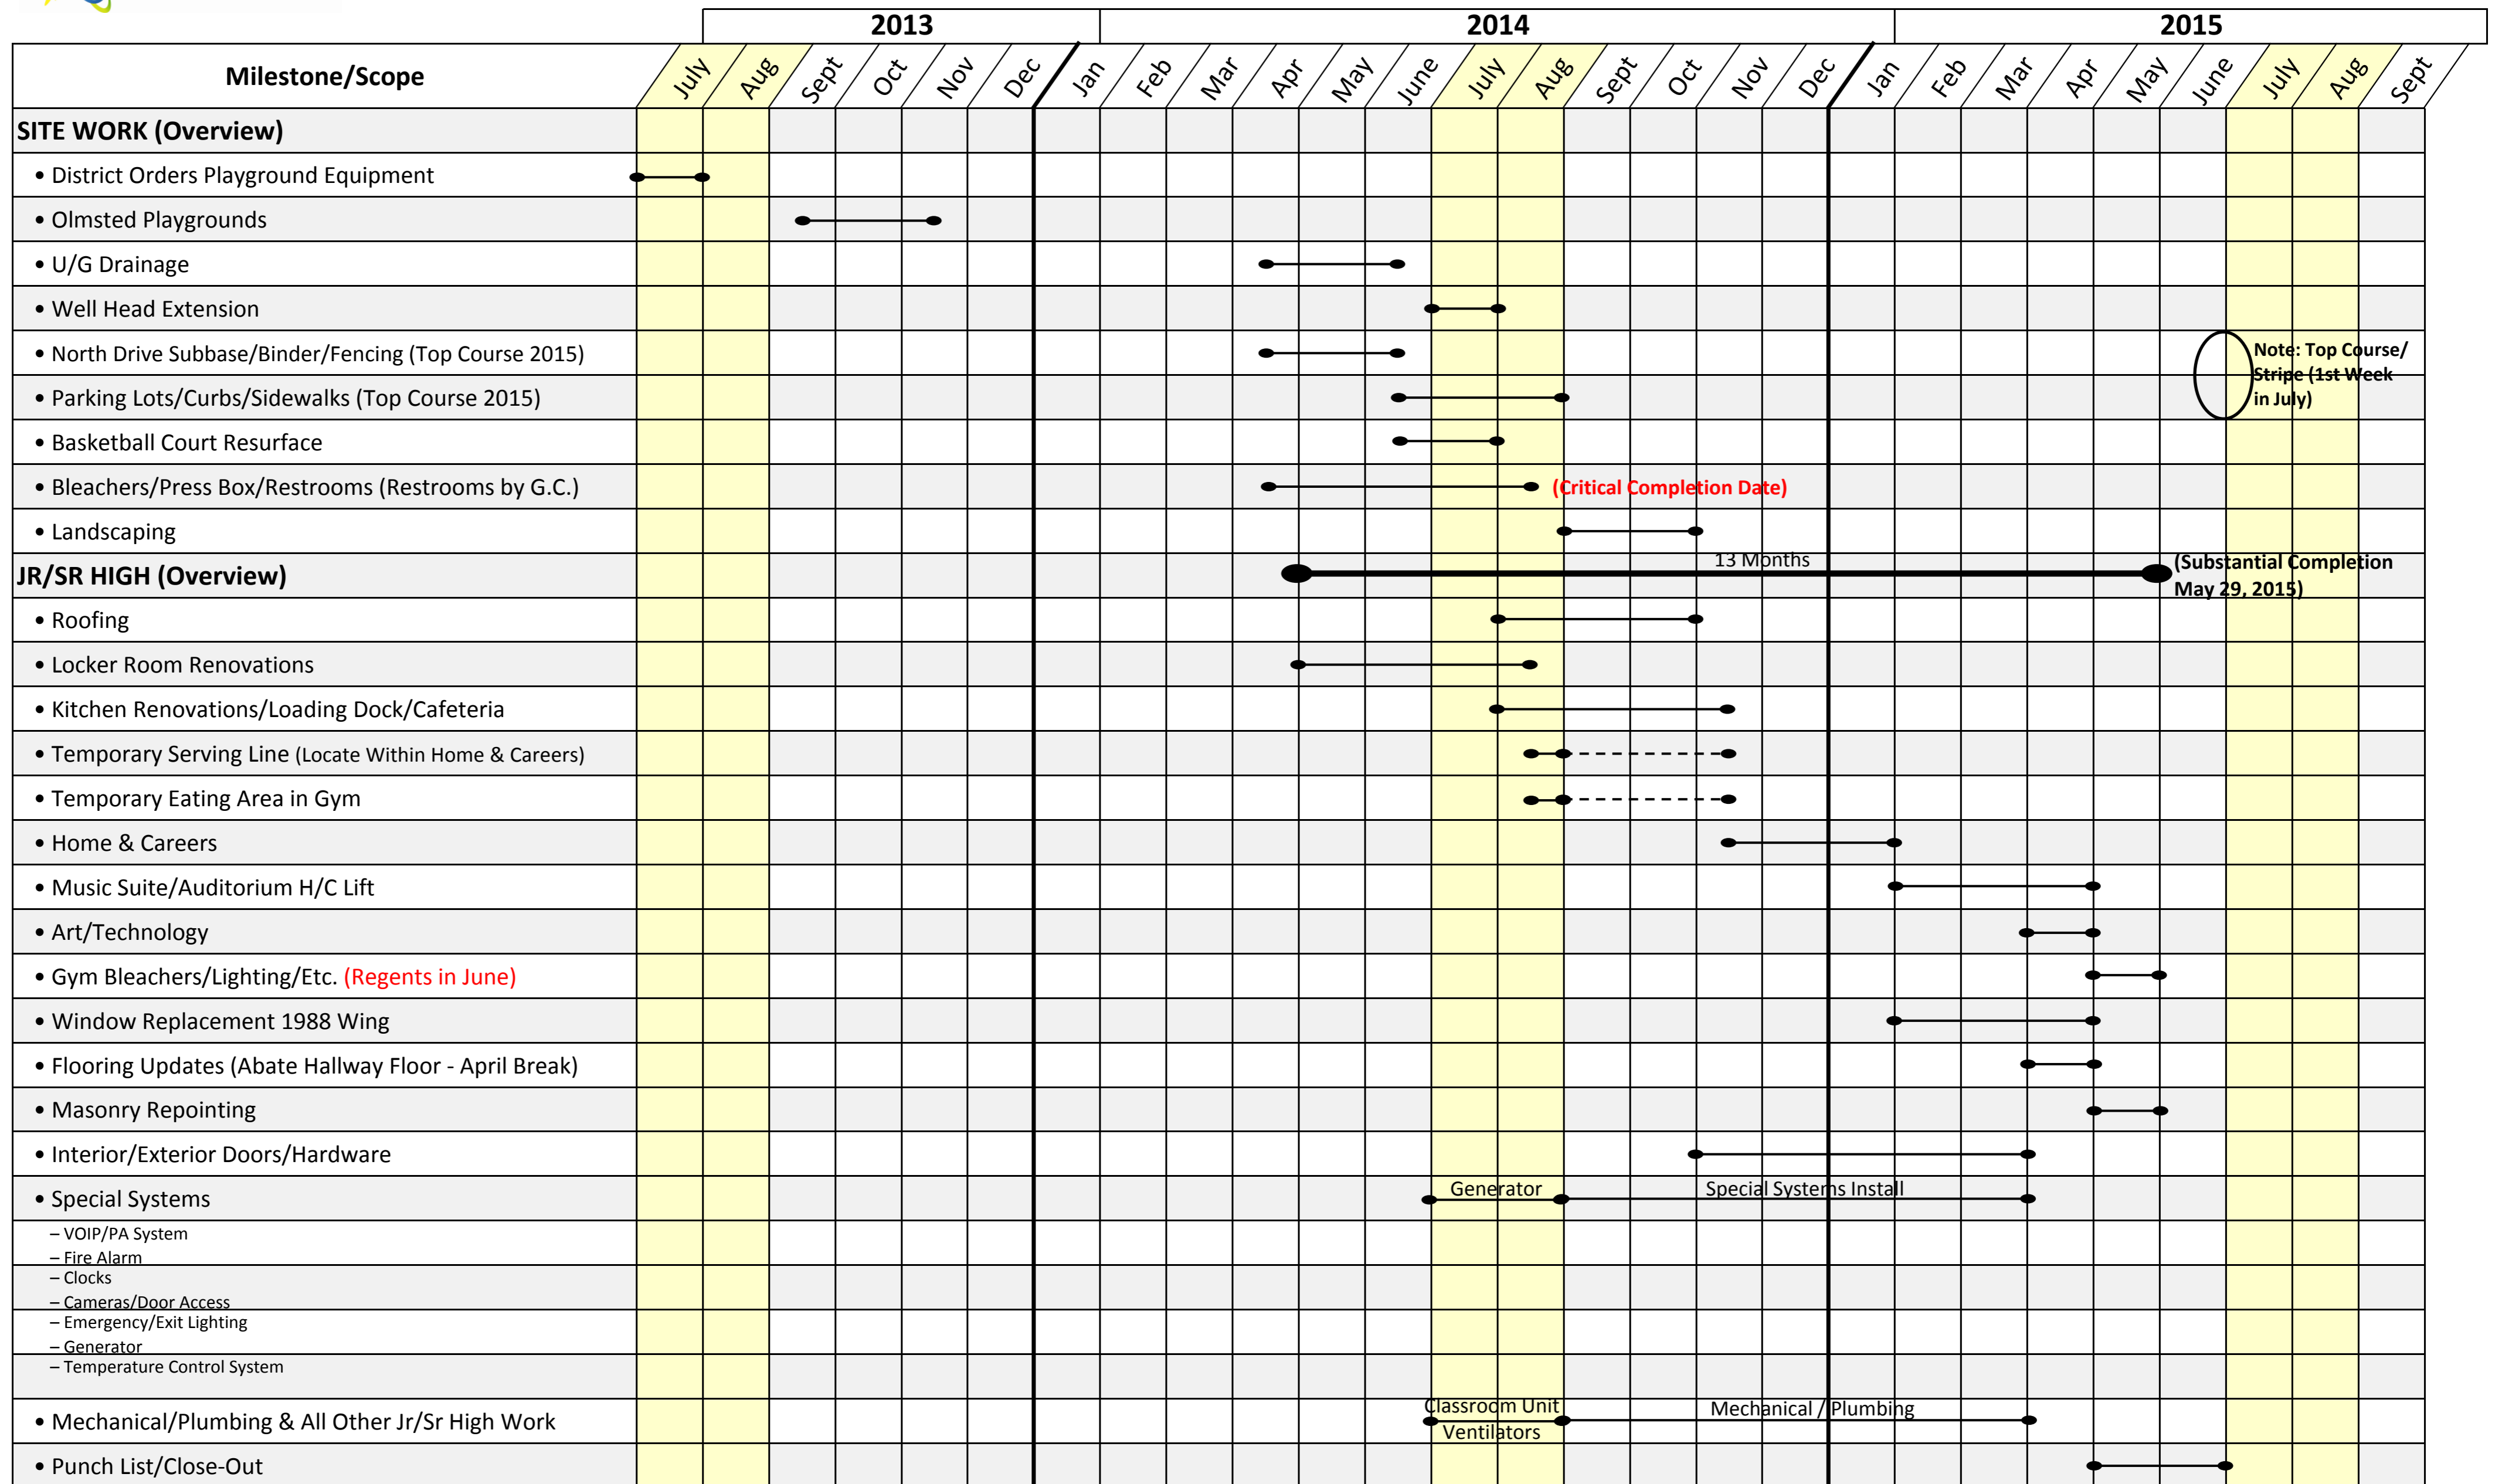 2013 2014 2015
Milestone/Scope July Aug Sept Oct Nov Dec Jan Feb Mar Apr May June July Aug Sept Oct Nov Dec Jan Feb Mar Apr May June July Aug Sept
SITE WORK (Overview)
• District Orders Playground Equipment
• Olmsted Playgrounds
• U/G Drainage
• Well Head Extension
• North Drive Subbase/Binder/Fencing (Top Course 2015)
Note: Top Course/
Stripe (1st Week
in July)
• Parking Lots/Curbs/Sidewalks (Top Course 2015)
• Basketball Court Resurface
• Bleachers/Press Box/Restrooms (Restrooms by G.C.) (Critical Completion Date)
• Landscaping
JR/SR HIGH (Overview) 13 Months
(Substantial Completion
May 29, 2015)
• Roofing
• Locker Room Renovations
• Kitchen Renovations/Loading Dock/Cafeteria
• Temporary Serving Line (Locate Within Home & Careers)
• Temporary Eating Area in Gym
• Home & Careers
• Music Suite/Auditorium H/C Lift
• Art/Technology
• Gym Bleachers/Lighting/Etc. (Regents in June)
• Window Replacement 1988 Wing
• Flooring Updates (Abate Hallway Floor - April Break)
• Masonry Repointing
• Interior/Exterior Doors/Hardware
• Special Systems Generator Special Systems Install
– VOIP/PA System
– Fire Alarm
– Clocks
– Cameras/Door Access
– Emergency/Exit Lighting
– Generator
– Temperature Control System
• Mechanical/Plumbing & All Other Jr/Sr High Work
Classroom Unit
Ventilators
Mechanical / Plumbing
• Punch List/Close-Out